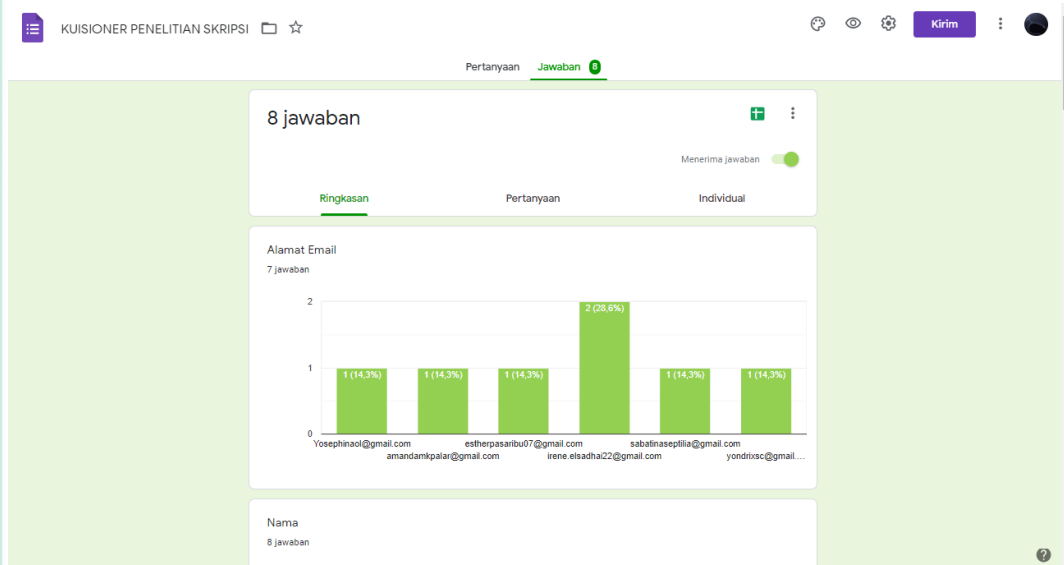 KUISIONER PENELITIAN SKRIPSI
Kirim
Pertanyaan Jawaban 8
8 jawaban
Menerima jawaban
Ringkasan Pertanyaan Individual
Alamat Email
7 jawaban
2
2 (28,6%)
1
1 (14,3%) 1 (14,3%) 1 (14,3%) 1 (14,3%) 1 (14,3%)
0
Yosephinaol@gmail.com estherpasaribu07@gmail.com sabatinaseptilia@gmail.com
amandamkpalar@gmail.com irene.elsadhai22@gmail.com yondrixsc@gmail....
Nama
8 jawaban